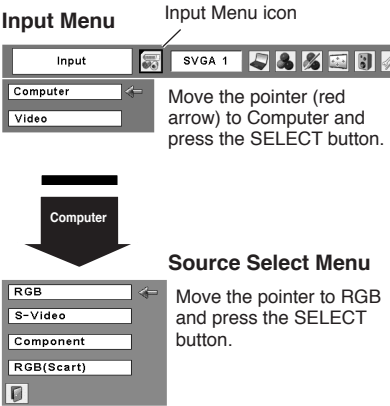 Input Menu
Input Menu icon
Input
SVGA 1
Computer
Video
Move the pointer (red
arrow) to Computer and
press the SELECT button.
Computer
Source Select Menu
RGB
S-Video
Component
RGB(Scart)
Move the pointer to RGB
and press the SELECT
button.